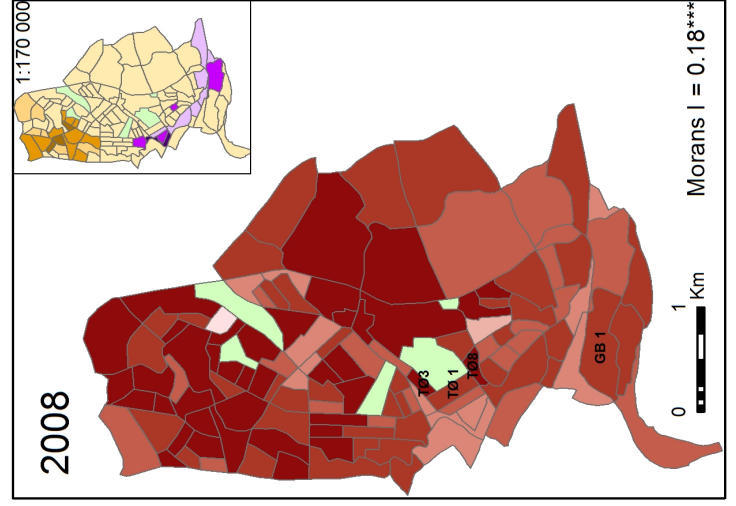 1:170 000
2008
TØ3
TØ 1
TØ8
GB 1
0
1
Km
Morans I = 0.18***